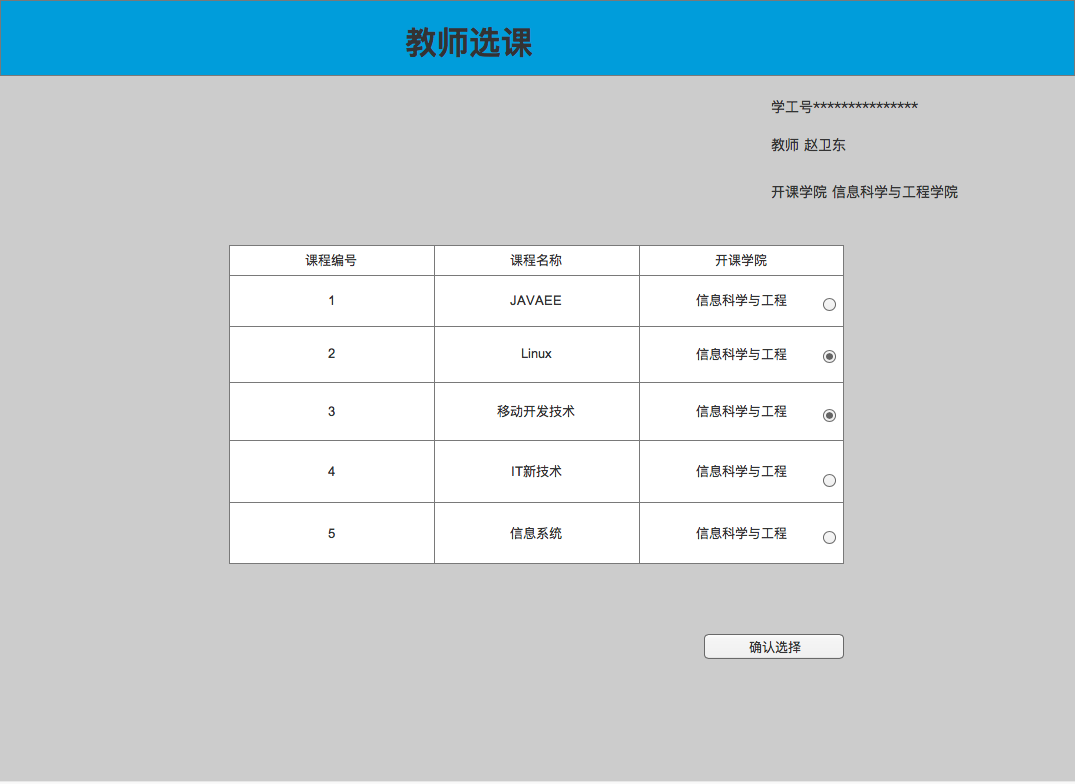 教师选课
学工号***************
教师 赵卫东
开课学院 信息科学与工程学院
课程编号 课程名称 开课学院
1 JAVAEE 信息科学与工程
2 Linux 信息科学与工程
3 移动开发技术 信息科学与工程
4 IT新技术 信息科学与工程
5 信息系统 信息科学与工程
确认选择